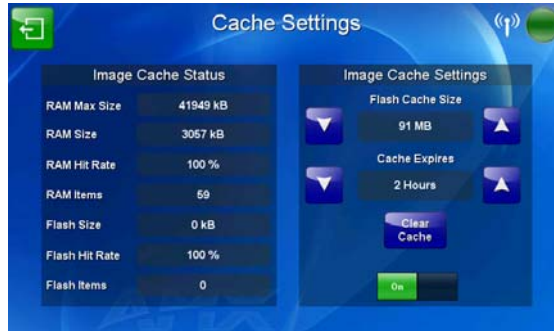 Cache Settings
Image Cache Status
RAM Max Size 41949 kB
RAM Size 3057 kB
RAM Hit Rate 100 %
RAM Items 59
Flash Size 0 kB
Flash Hit Rate 100 %
Flash Items 0
Image Cache Settings
Flash Cache Size
91 MB
Cache Expires
2 Hours
Clear
Cache
On